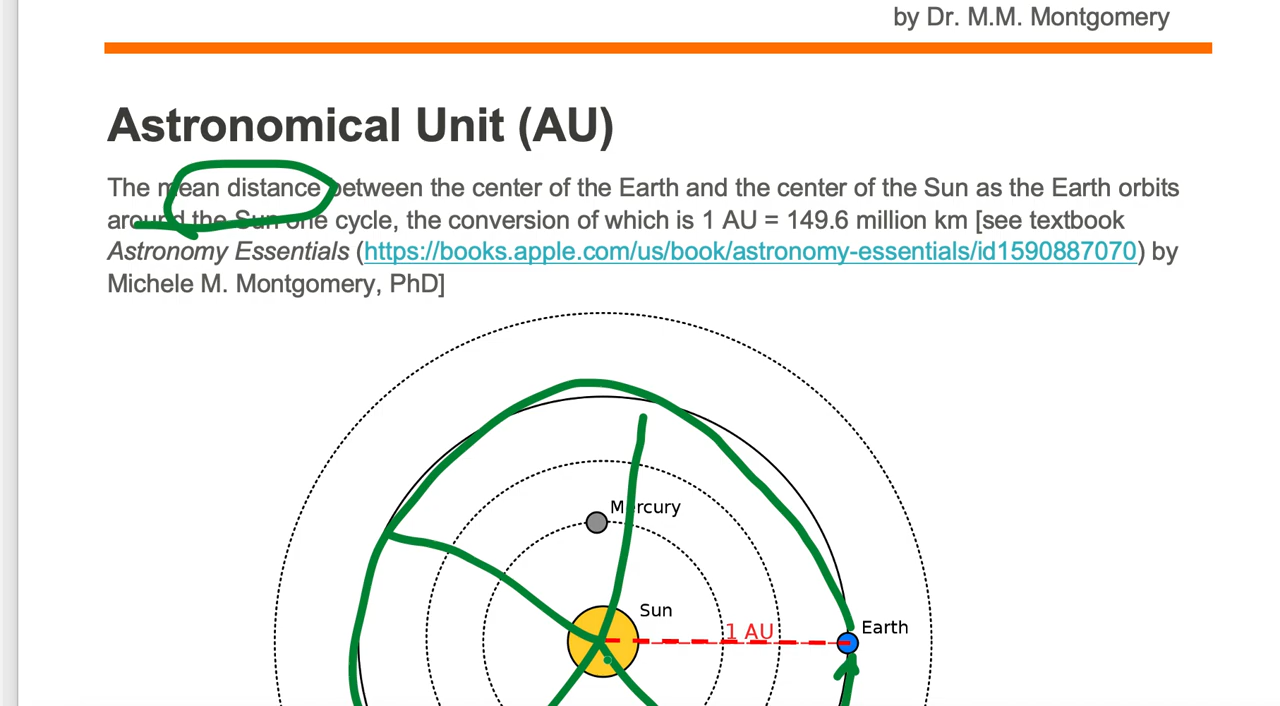 by Dr. M.M. Montgomery
Astronomical Unit (AU)
The mean distance between the center of the Earth and the center of the Sun as the Earth orbits
around the Sun one cycle, the conversion of which is 1 AU = 149.6 million km [see textbook
Astronomy Essentials (https://books.apple.com/us/book/astronomy-essentials/id1590887070) by
Michele M. Montgomery, PhD]
Mercury
Sun
1 AU
Earth